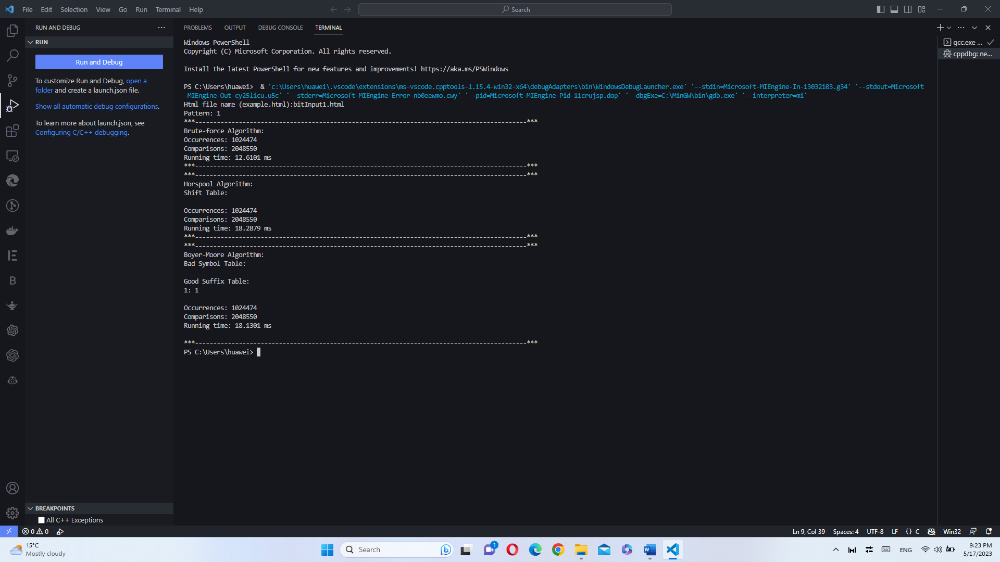 File Edit Selection View Go Run Terminal Help
Search
RUN AND DEBUG
RUN
Run and Debug
To customize Run and Debug, open a
folder and create a launch.json file.
Show all automatic debug configurations.
To learn more about launch.json, see
Configuring C/C++ debugging.
BREAKPOINTS
All C++ Exceptions
PROBLEMS OUTPUT DEBUG CONSOLE TERMINAL
Windows PowerShell
Copyright (C) Microsoft Corporation. All rights reserved.
Install the latest PowerShell for new features and improvements! https://aka.ms/PSWindows
PS C:\Users\huawei> & 'c:\Users\huawei\.vscode\extensions\ms-vscode.cpptools-1.15.4-win32-x64\debugAdapters\bin\WindowsDebugLauncher.exe' '--stdin=Microsoft-MIEngine-In-13032i03.g34' '--stdout=Microsoft
-MIEngine-Out-cy25licu.u5c' '--stderr=Microsoft-MIEngine-Error-nb0eewmo.cwy' '--pid=Microsoft-MIEngine-Pid-11crujsp.dop' '--dbgExe=C:\MinGW\bin\gdb.exe' '--interpreter=mi'
Html file name (example.html):bitInput1.html
Pattern: 1
***-------------------------------------------------------------------------------------------***
Brute-force Algorithm:
Occurrences: 1024474
Comparisons: 2048550
Running time: 12.6101 ms
***-------------------------------------------------------------------------------------------***
***-------------------------------------------------------------------------------------------***
Horspool Algorithm:
Shift Table:
Occurrences: 1024474
Comparisons: 2048550
Running time: 18.2879 ms
***-------------------------------------------------------------------------------------------***
***-------------------------------------------------------------------------------------------***
Boyer-Moore Algorithm:
Bad Symbol Table:
Good Suffix Table:
1: 1
Occurrences: 1024474
Comparisons: 2048550
Running time: 18.1301 ms
***-------------------------------------------------------------------------------------------***
PS C:\Users\huawei>
gcc.exe ...
cppdbg: ne...
0 0
Ln 9, Col 39 Spaces: 4 UTF-8 LF {} C Win32
15°C
Mostly cloudy
Search
1
ENG
9:23 PM
5/17/2023